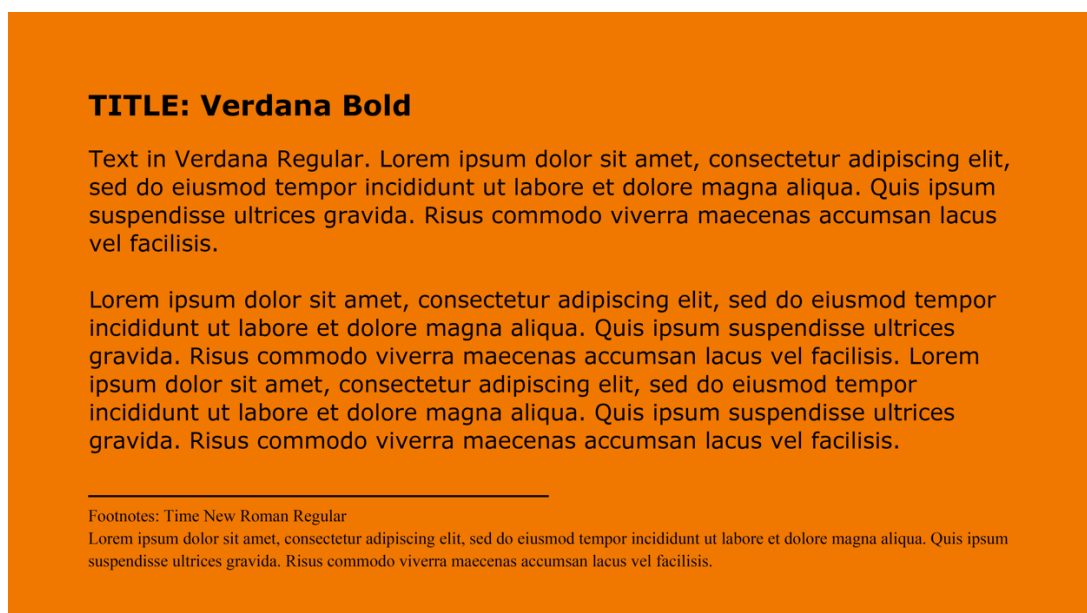 TITLE: Verdana Bold
Text in Verdana Regular. Lorem ipsum dolor sit amet, consectetur adipiscing elit,
sed do eiusmod tempor incididunt ut labore et dolore magna aliqua. Quis ipsum
suspendisse ultrices gravida. Risus commodo viverra maecenas accumsan lacus
vel facilisis.
Lorem ipsum dolor sit amet, consectetur adipiscing elit, sed do eiusmod tempor
incididunt ut labore et dolore magna aliqua. Quis ipsum suspendisse ultrices
gravida. Risus commodo viverra maecenas accumsan lacus vel facilisis. Lorem
ipsum dolor sit amet, consectetur adipiscing elit, sed do eiusmod tempor
incididunt ut labore et dolore magna aliqua. Quis ipsum suspendisse ultrices
gravida. Risus commodo viverra maecenas accumsan lacus vel facilisis.
Footnotes: Time New Roman Regular
Lorem ipsum dolor sit amet, consectetur adipiscing elit, sed do eiusmod tempor incididunt ut labore et dolore magna aliqua. Quis ipsum
suspendisse ultrices gravida. Risus commodo viverra maecenas accumsan lacus vel facilisis.